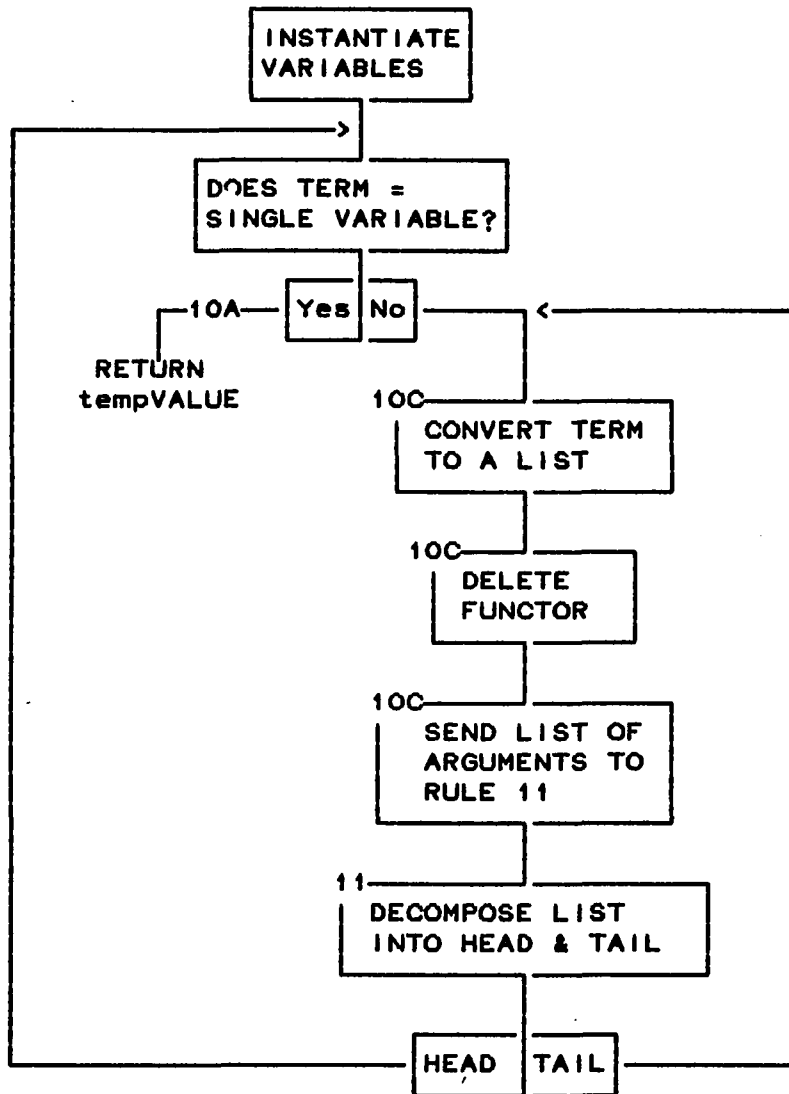 INSTANTIATE
VARIABLES
>
DOES TERM =
SINGLE VARIABLE?
10A
Yes
No
<
RETURN
tempVALUE
10C
CONVERT TERM
TO A LIST
10C
DELETE
FUNCTOR
10C
SEND LIST OF
ARGUMENTS TO
RULE 11
11
DECOMPOSE LIST
INTO HEAD & TAIL
HEAD
TAIL